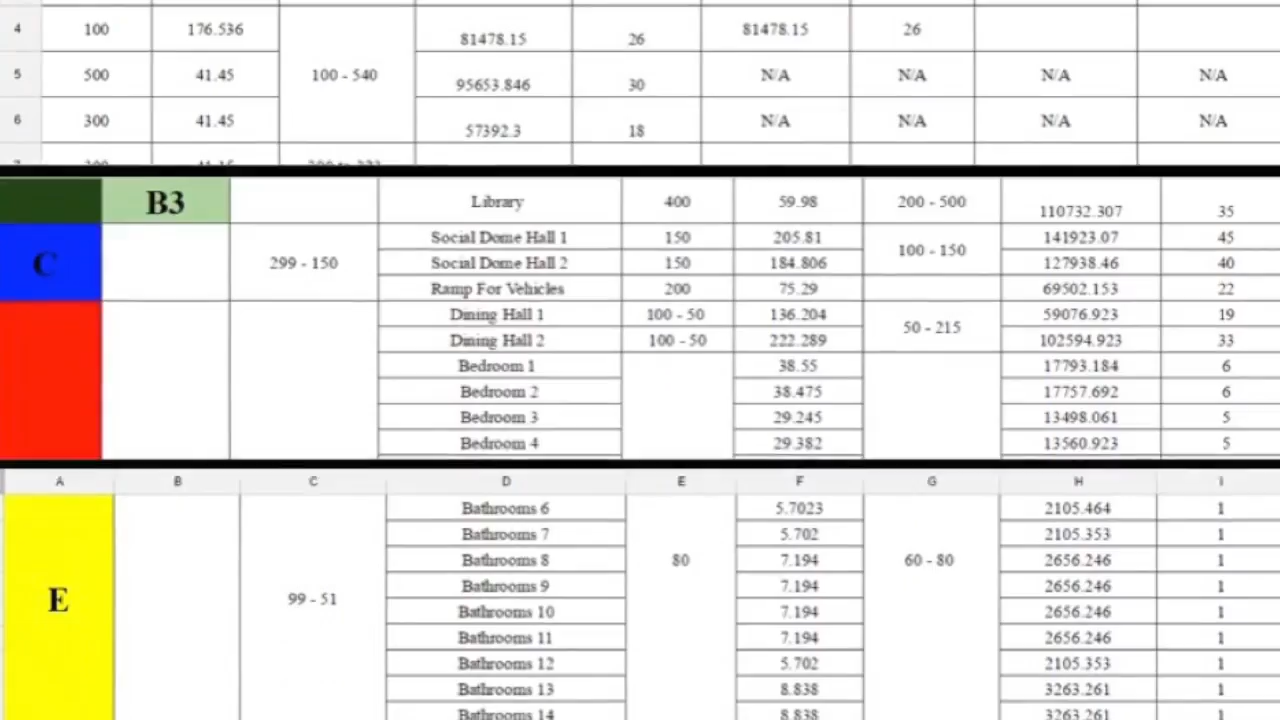 4 100 176.536 81478.15 26 81478.15 26
5 500 41.45 100 - 540 95653.846 30 N/A N/A N/A N/A
6 300 41.45 57392.3 18 N/A N/A N/A N/A
B3 Library 400 59.98 200 - 500 110732.307 35
Social Dome Hall 1 150 205.81 141923.07 45
C 299 - 150 Social Dome Hall 2 150 184.806 100 - 150 127938.46 40
Ramp For Vehicles 200 75.29 69502.153 22
Dining Hall 1 100 - 50 136.204 59076.923 19
Dining Hall 2 100 - 50 222.289 50 - 215 102594.923 33
Bedroom 1 38.55 17793.184 6
Bedroom 2 38.475 17757.692 6
Bedroom 3 29.245 13498.061 5
Bedroom 4 29.382 13560.923 5
A B C D E F G H I
Bathrooms 6 5.7023 2105.464 1
Bathrooms 7 5.702 2105.353 1
Bathrooms 8 80 7.194 60 - 80 2656.246 1
Bathrooms 9 7.194 2656.246 1
E 99 - 51 Bathrooms 10 7.194 2656.246 1
Bathrooms 11 7.194 2656.246 1
Bathrooms 12 5.702 2105.353 1
Bathrooms 13 8.838 3263.261 1
Bathrooms 14 8.838 3263.261 1